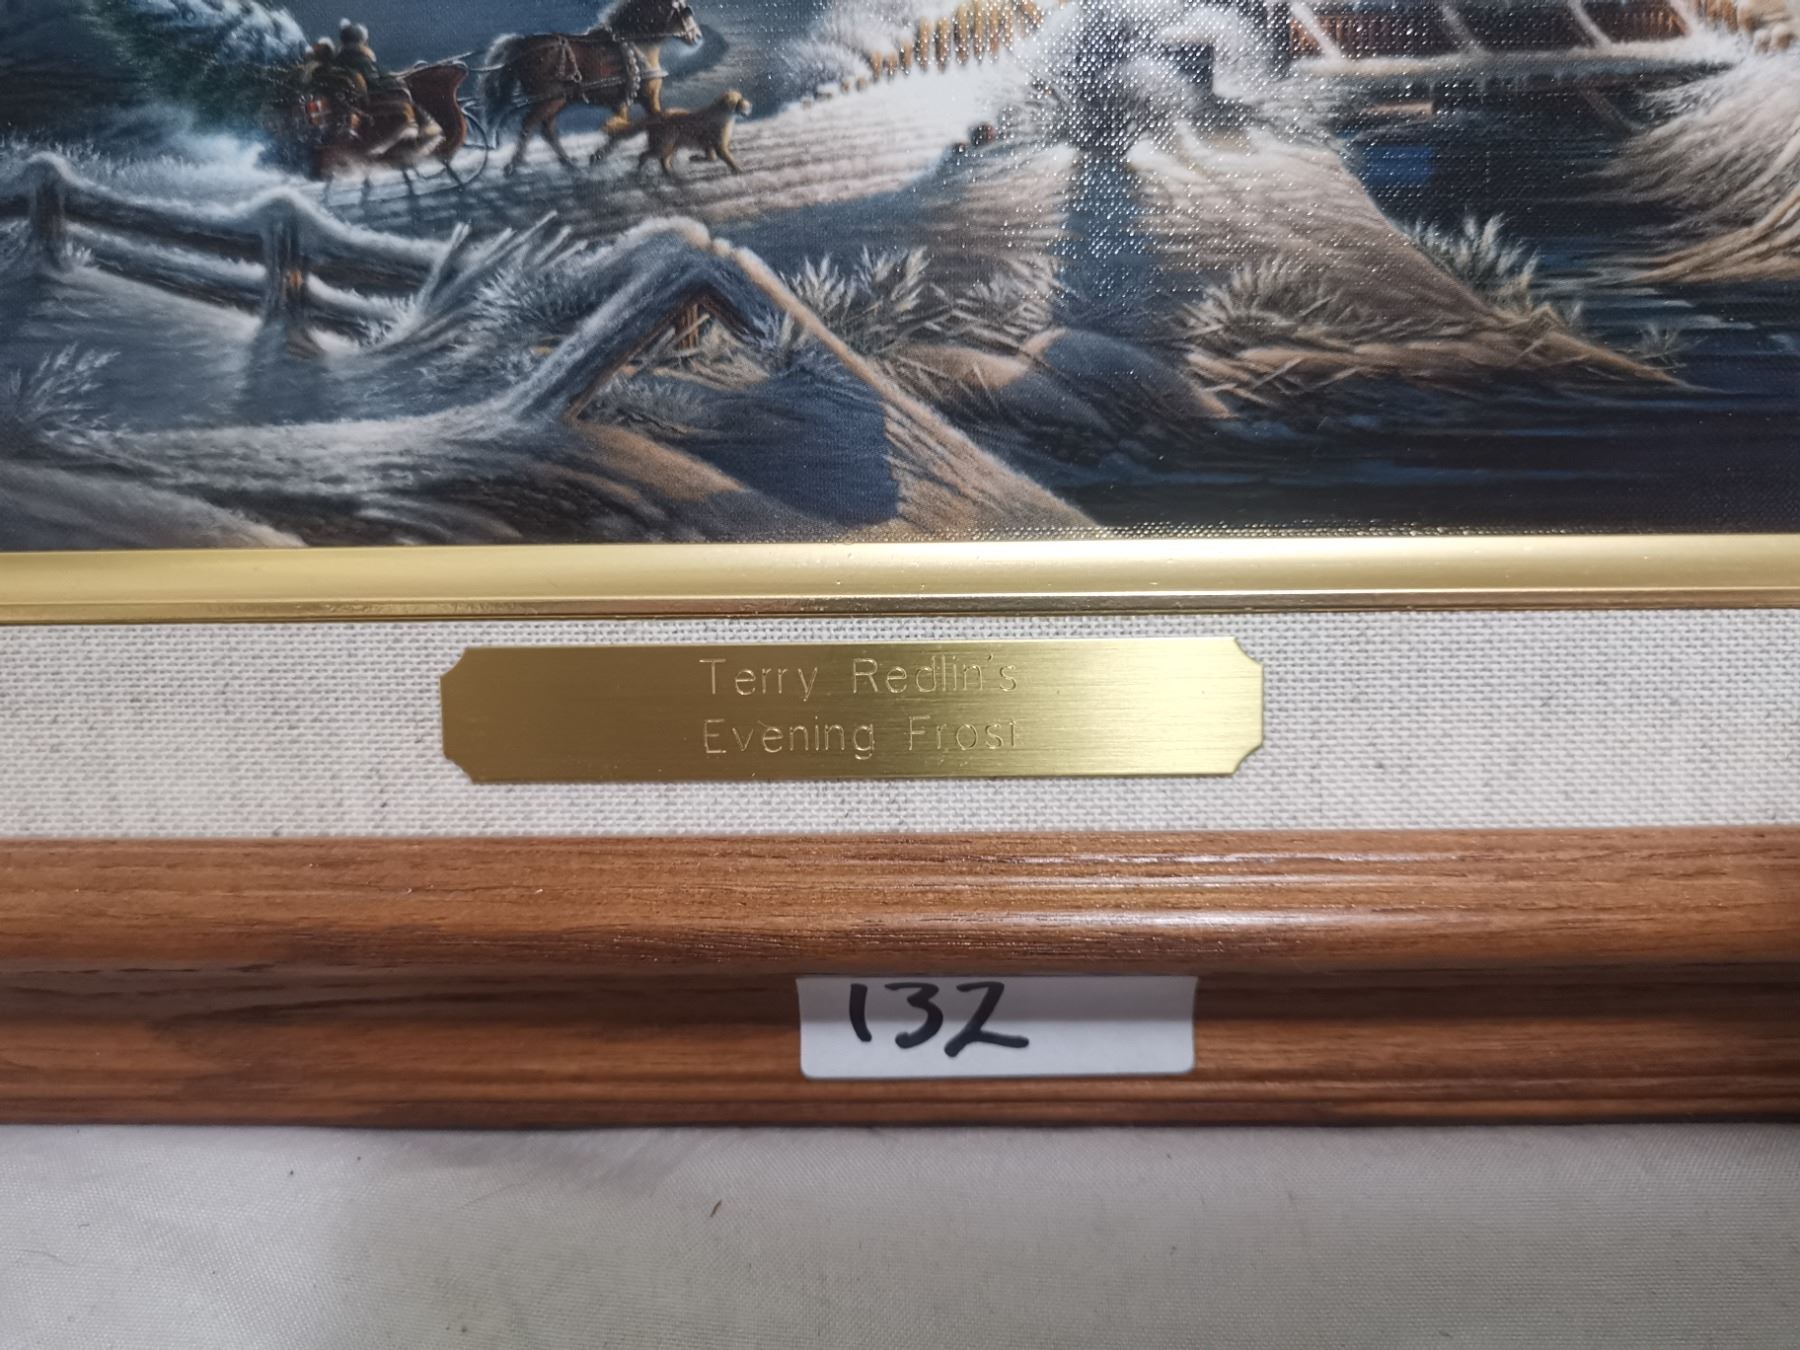 Terry Redlin's
Evening Frost
132